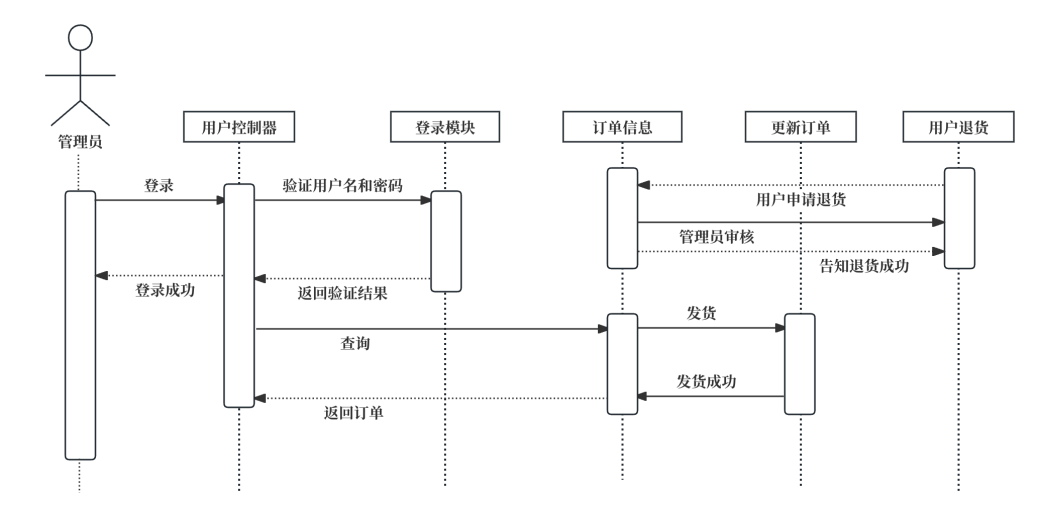 用户控制器
登录模块
订单信息
更新订单
用户退货
管理员
登录
验证用户名和密码
用户申请退货
管理员审核
告知退货成功
登录成功
返回验证结果
发货
查询
发货成功
返回订单